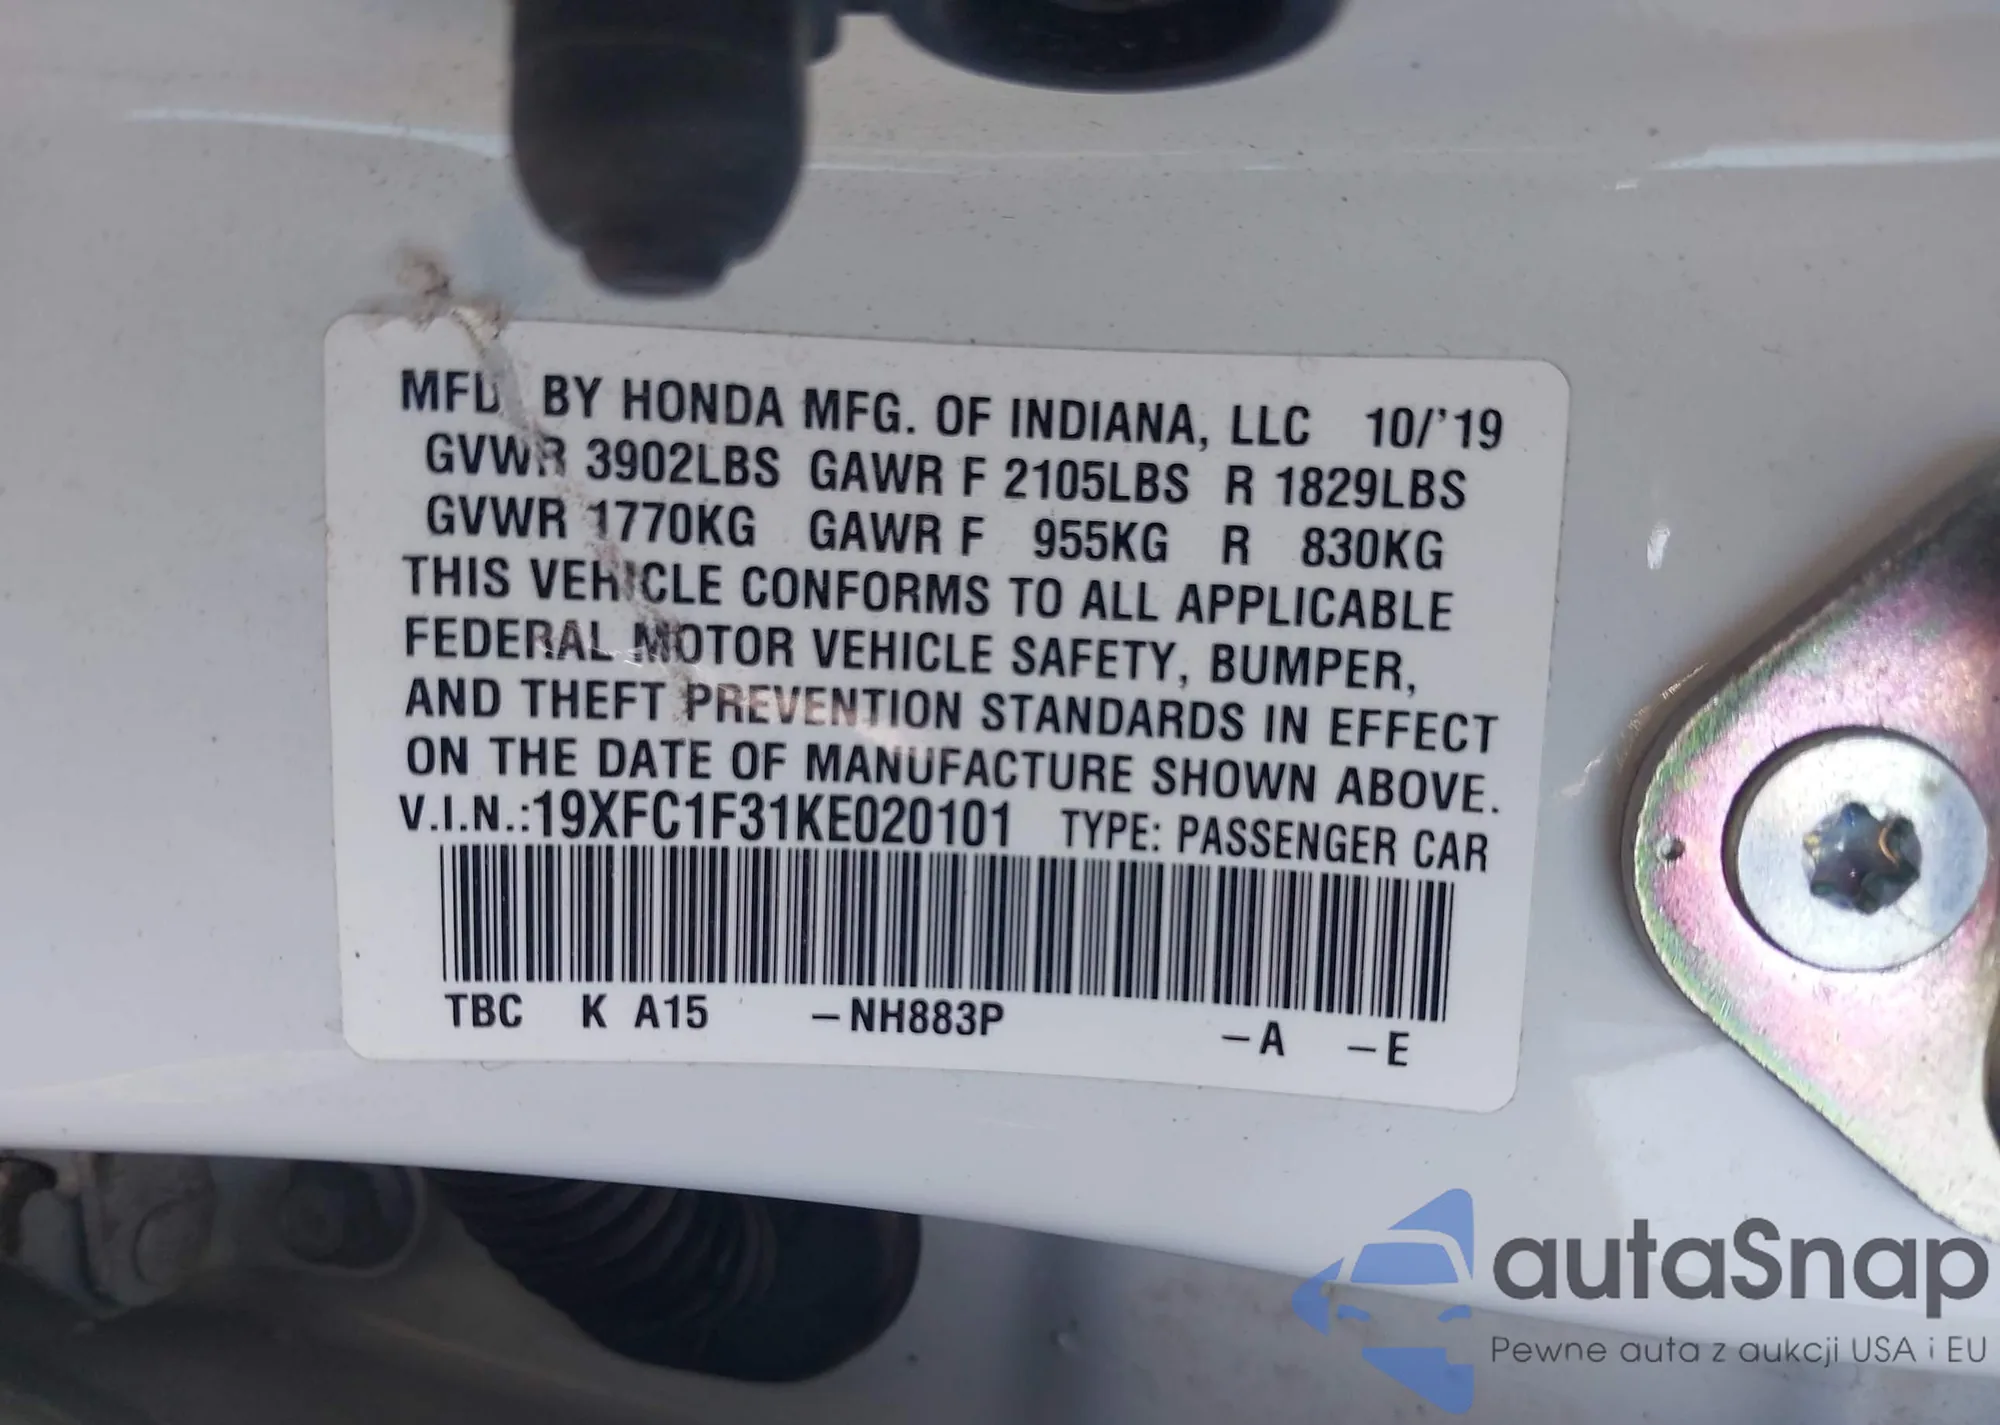 MFD. BY HONDA MFG. OF INDIANA, LLC 10/'19
GVWR 3902LBS GAWR F 2105LBS R 1829LBS
GVWR 1770KG GAWR F 955KG R 830KG
THIS VEHICLE CONFORMS TO ALL APPLICABLE
FEDERAL MOTOR VEHICLE SAFETY, BUMPER,
AND THEFT PREVENTION STANDARDS IN EFFECT
ON THE DATE OF MANUFACTURE SHOWN ABOVE.
V.I.N.:19XFC1F31KE020101 TYPE: PASSENGER CAR
TBC K A15 –NH883P –A –E
autaSnap
Pewne auta z aukcji USA i EU